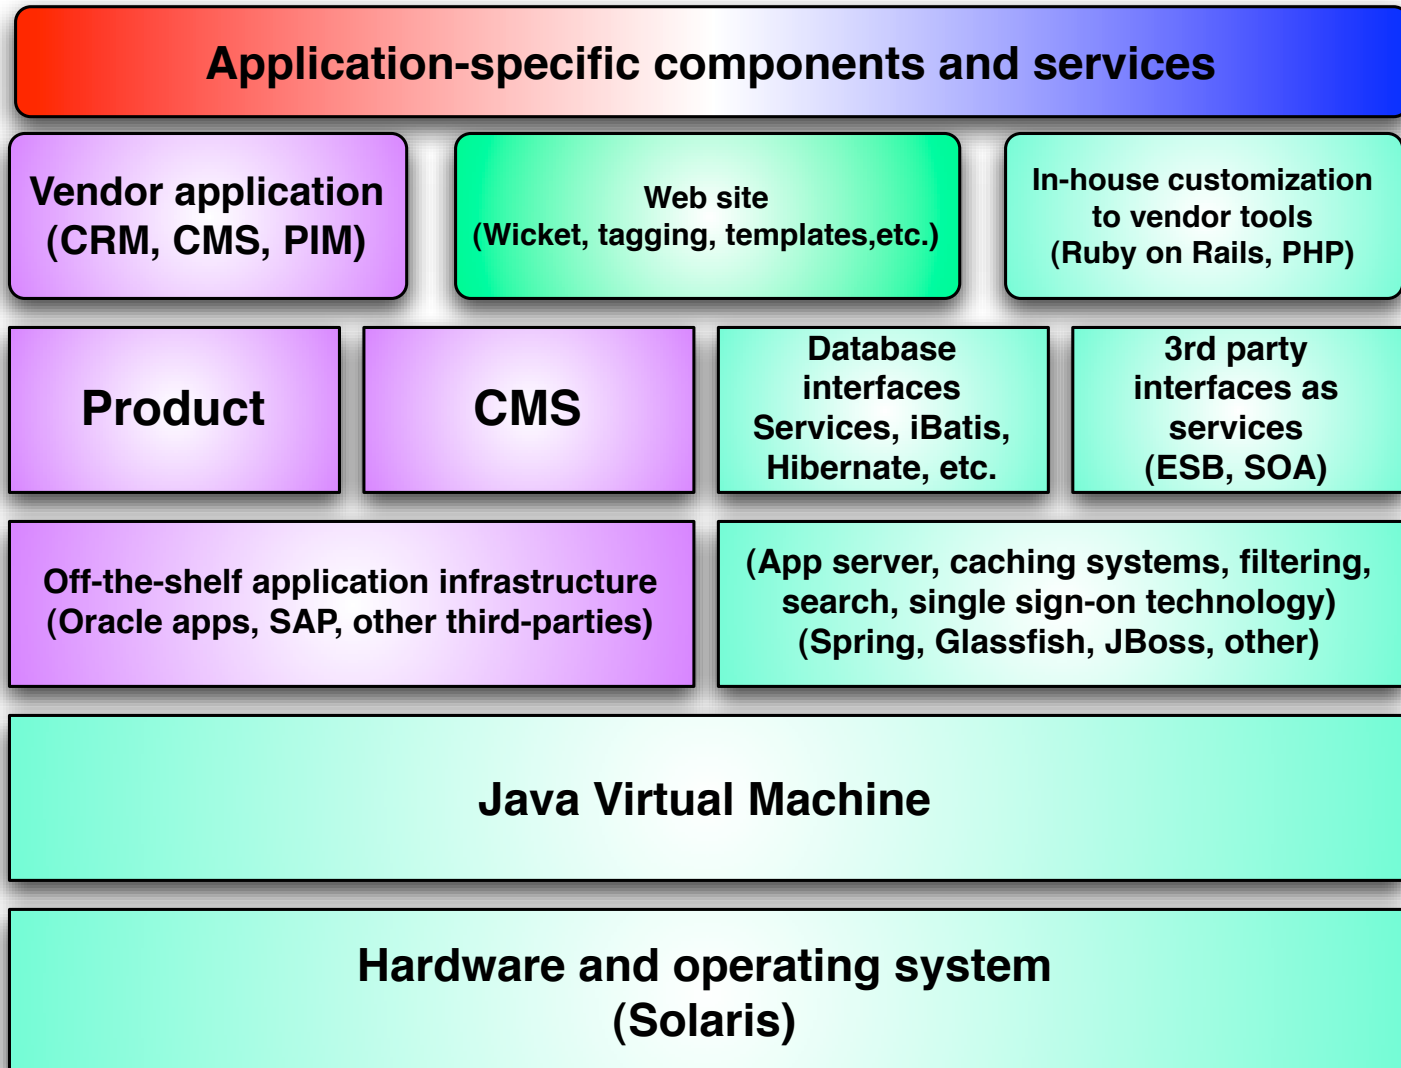 Application-specific components and services
Vendor application
(CRM, CMS, PIM)
Web site
(Wicket, tagging, templates,etc.)
In-house customization
to vendor tools
(Ruby on Rails, PHP)
Product
CMS
Database
interfaces
Services, iBatis,
Hibernate, etc.
3rd party
interfaces as
services
(ESB, SOA)
Off-the-shelf application infrastructure
(Oracle apps, SAP, other third-parties)
(App server, caching systems, filtering,
search, single sign-on technology)
(Spring, Glassfish, JBoss, other)
Java Virtual Machine
Hardware and operating system
(Solaris)